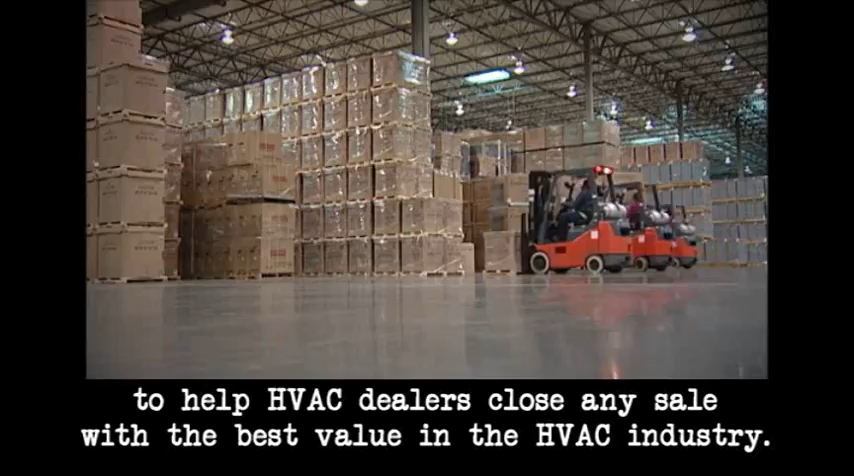 to help HVAC dealers close any sale
with the best value in the HVAC industry.